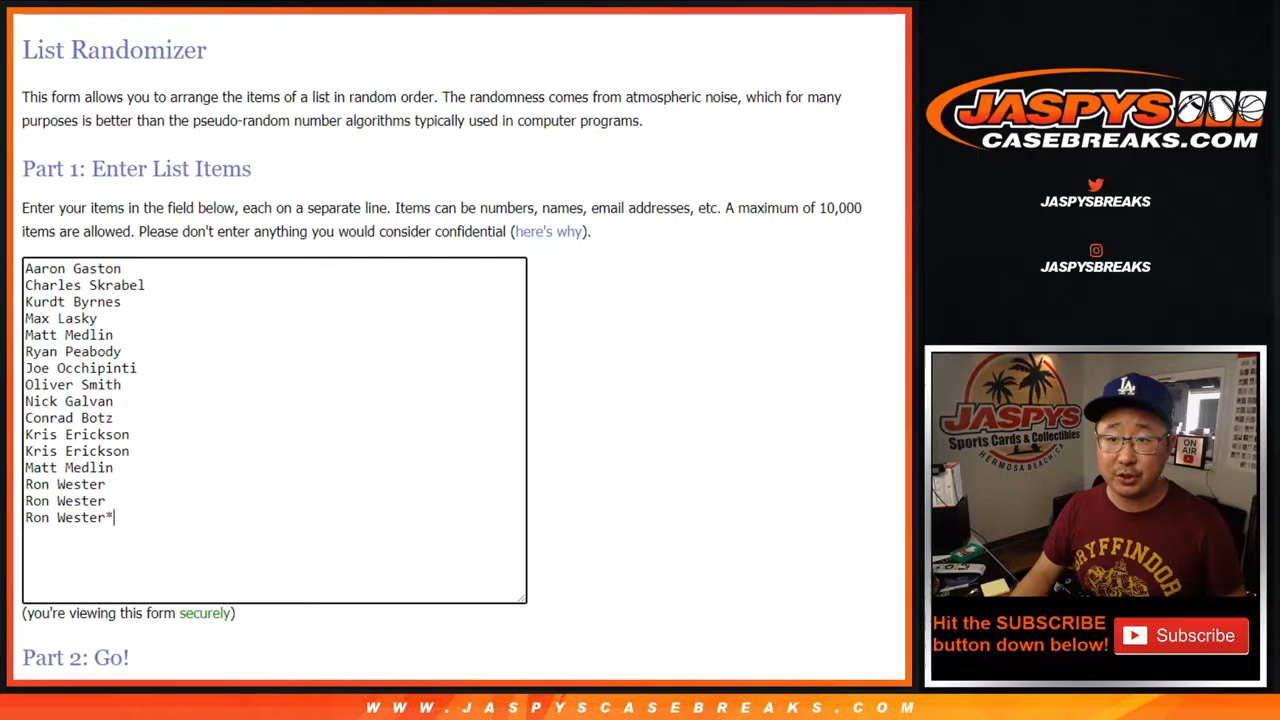 List Randomizer
This form allows you to arrange the items of a list in random order. The randomness comes from atmospheric noise, which for many
purposes is better than the pseudo-random number algorithms typically used in computer programs.
Part 1: Enter List Items
Enter your items in the field below, each on a separate line. Items can be numbers, names, email addresses, etc. A maximum of 10,000
items are allowed. Please don't enter anything you would consider confidential (here's why).
Aaron Gaston
Charles Skrabel
Kurdt Byrnes
Max Lasky
Matt Medlin
Ryan Peabody
Joe Occhipinti
Oliver Smith
Nick Galvan
Conrad Botz
Kris Erickson
Kris Erickson
Matt Medlin
Ron Wester
Ron Wester
Ron Wester*
(you're viewing this form securely)
Part 2: Go!
JASPYS
CASEBREAKS.COM
JASPYSBREAKS
JASPYSBREAKS
JASPYS
Sports Cards & Collectibles
HERMOSA BEACH, CA
LA
ON
AIR
GRYFFINDOR
Hit the SUBSCRIBE
button down below!
Subscribe
WWW.JASPYSCASEBREAKS.COM